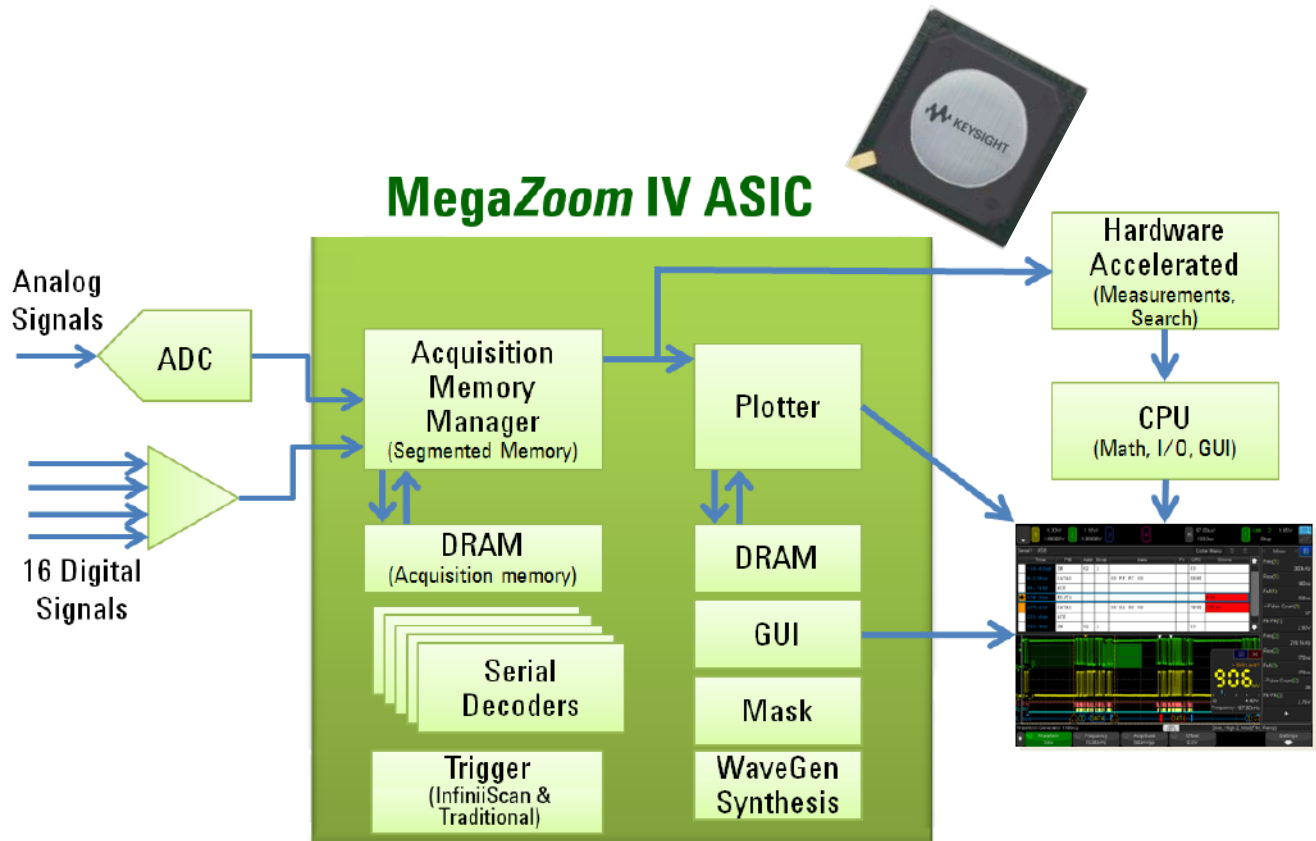 KEYSIGHT
MegaZoom IV ASIC
Analog
Signals
ADC
16 Digital
Signals
Acquisition
Memory
Manager
(Segmented Memory)
DRAM
(Acquisition memory)
Serial
Decoders
Trigger
(InfiniiScan &
Traditional)
Plotter
DRAM
GUI
Mask
WaveGen
Synthesis
Hardware
Accelerated
(Measurements,
Search)
CPU
(Math, I/O, GUI)
906